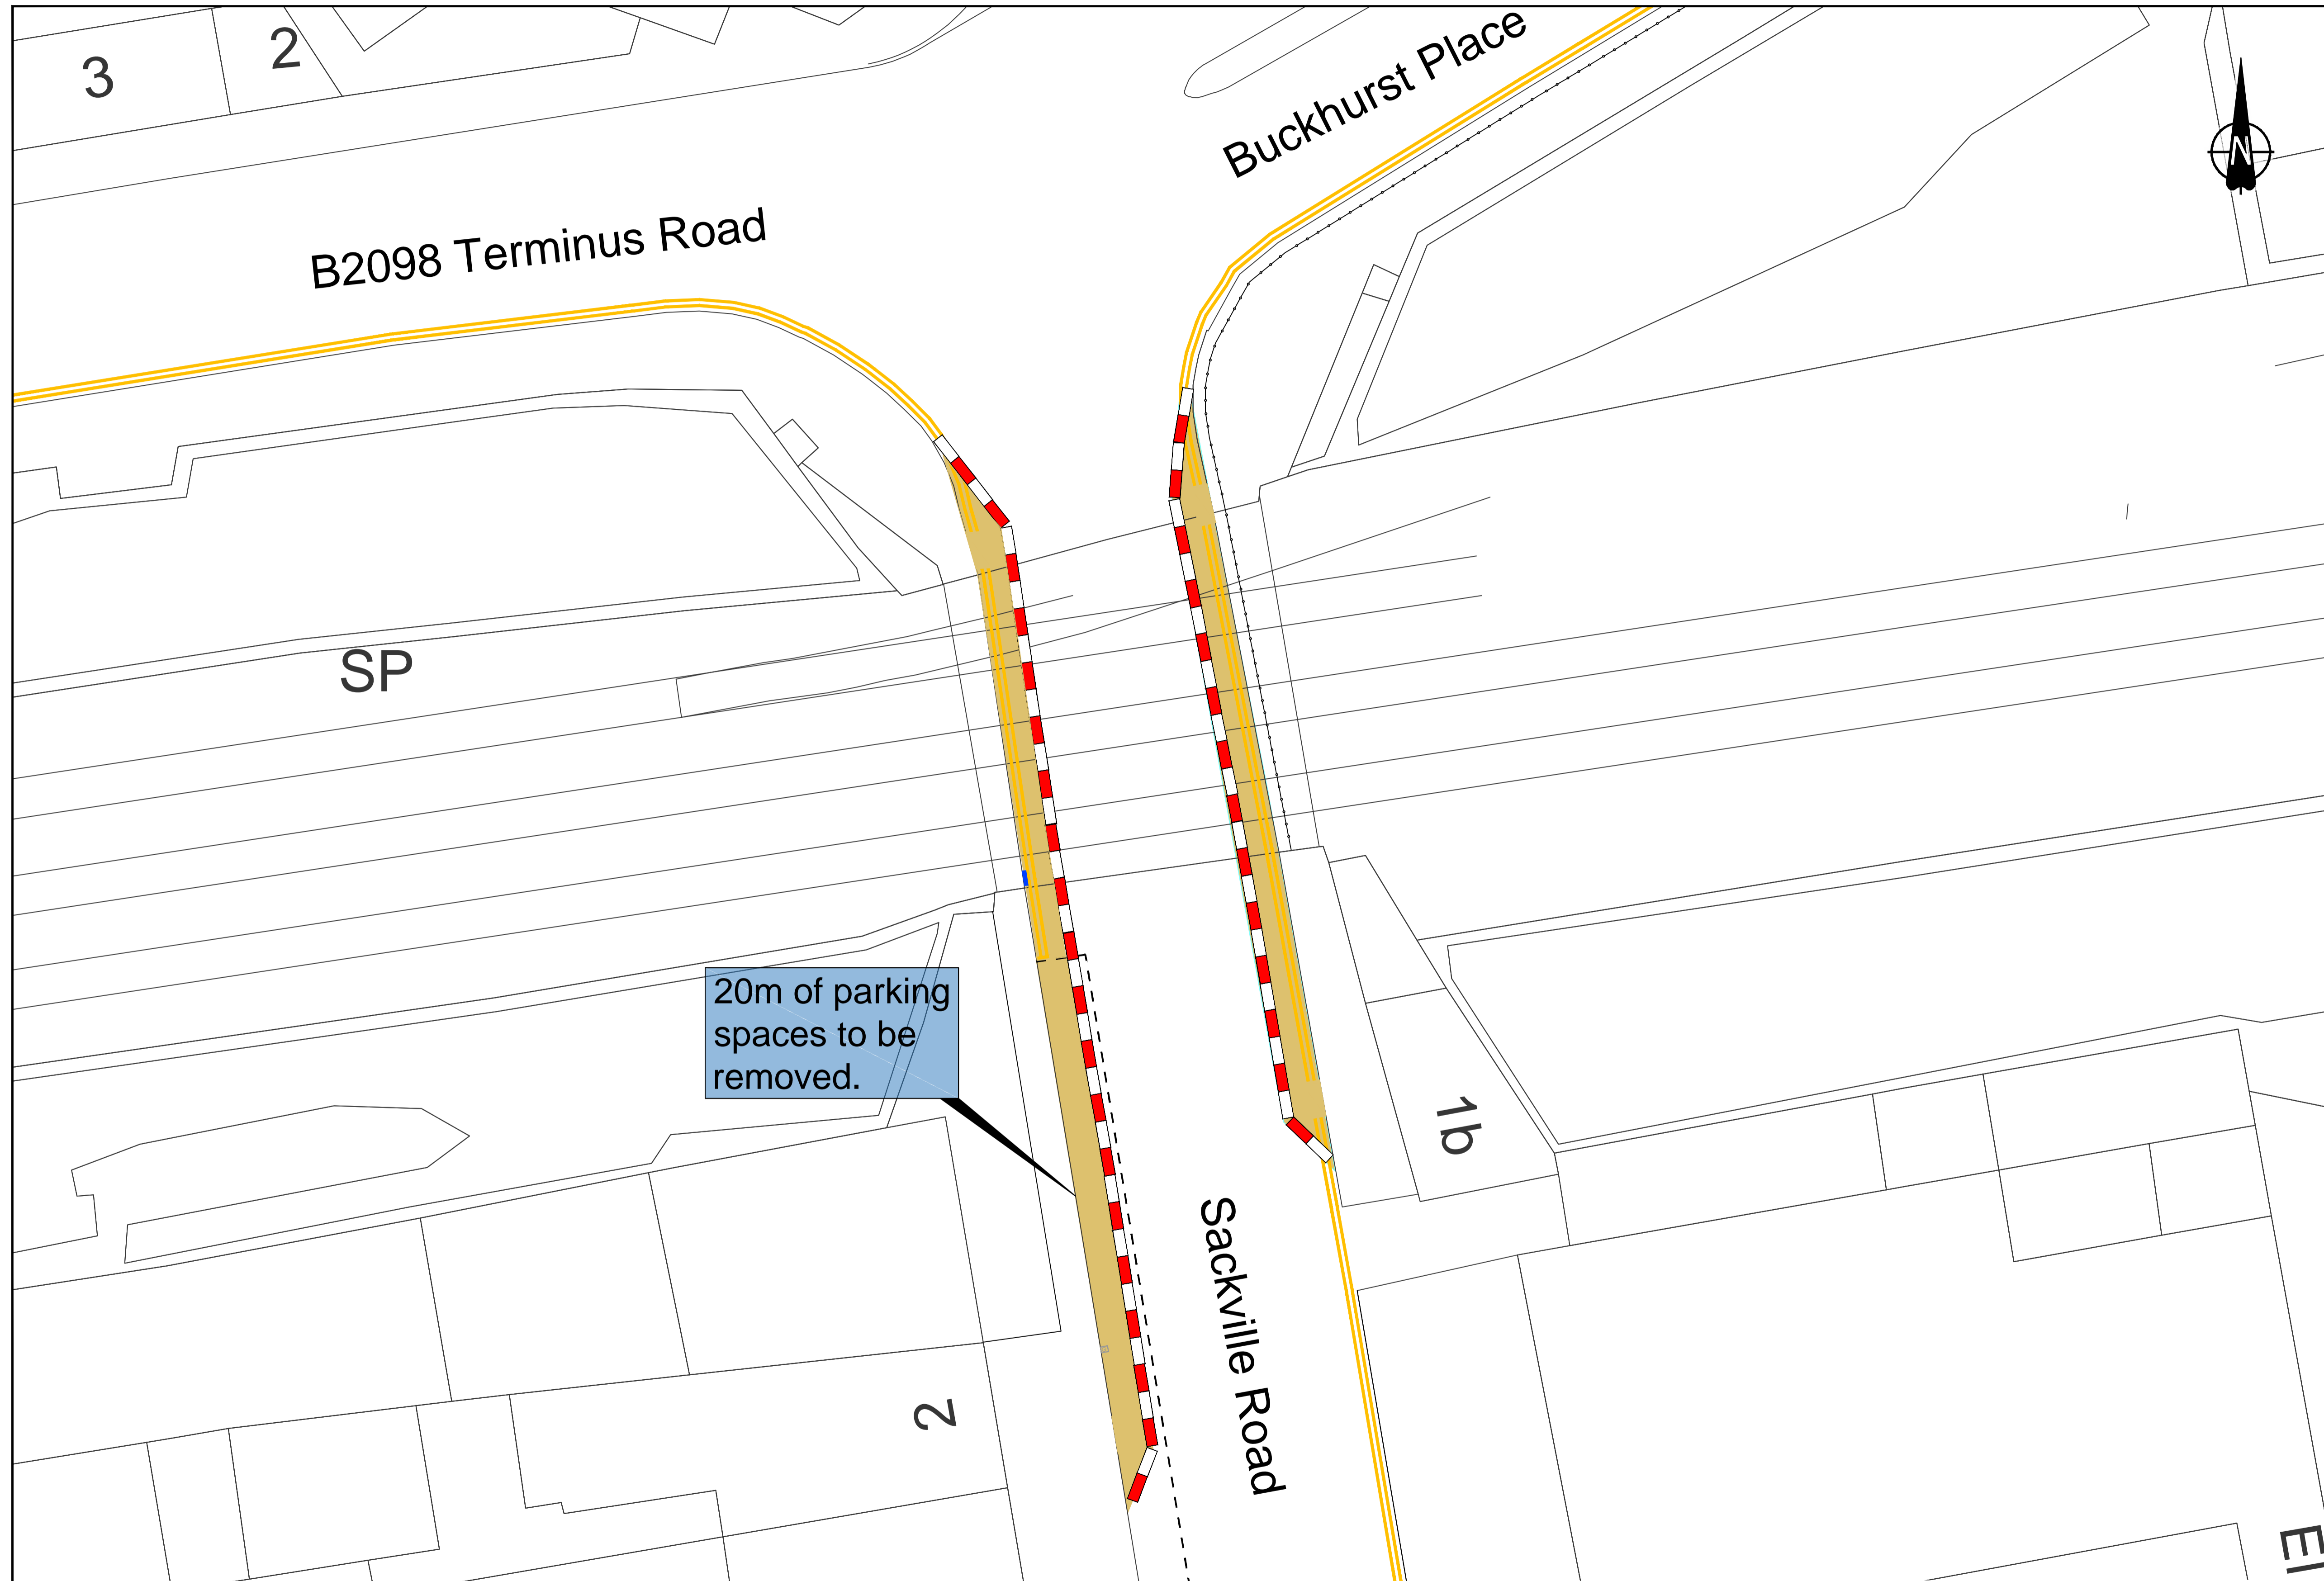 3
2
Buckhurst Place
N
B2098 Terminus Road
SP
20m of parking
spaces to be
removed.
1b
Sackville Road
2
El